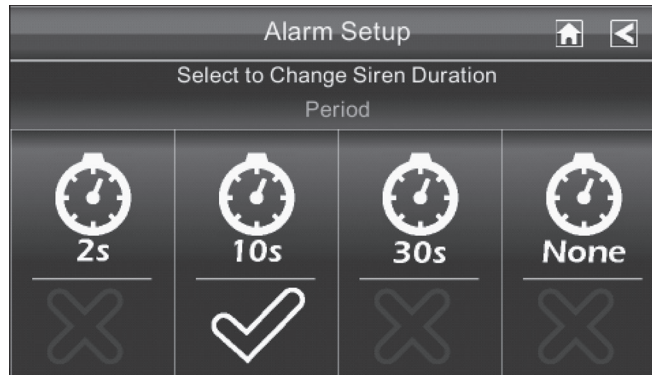 Alarm Setup
Select to Change Siren Duration
Period
2s 10s 30s None